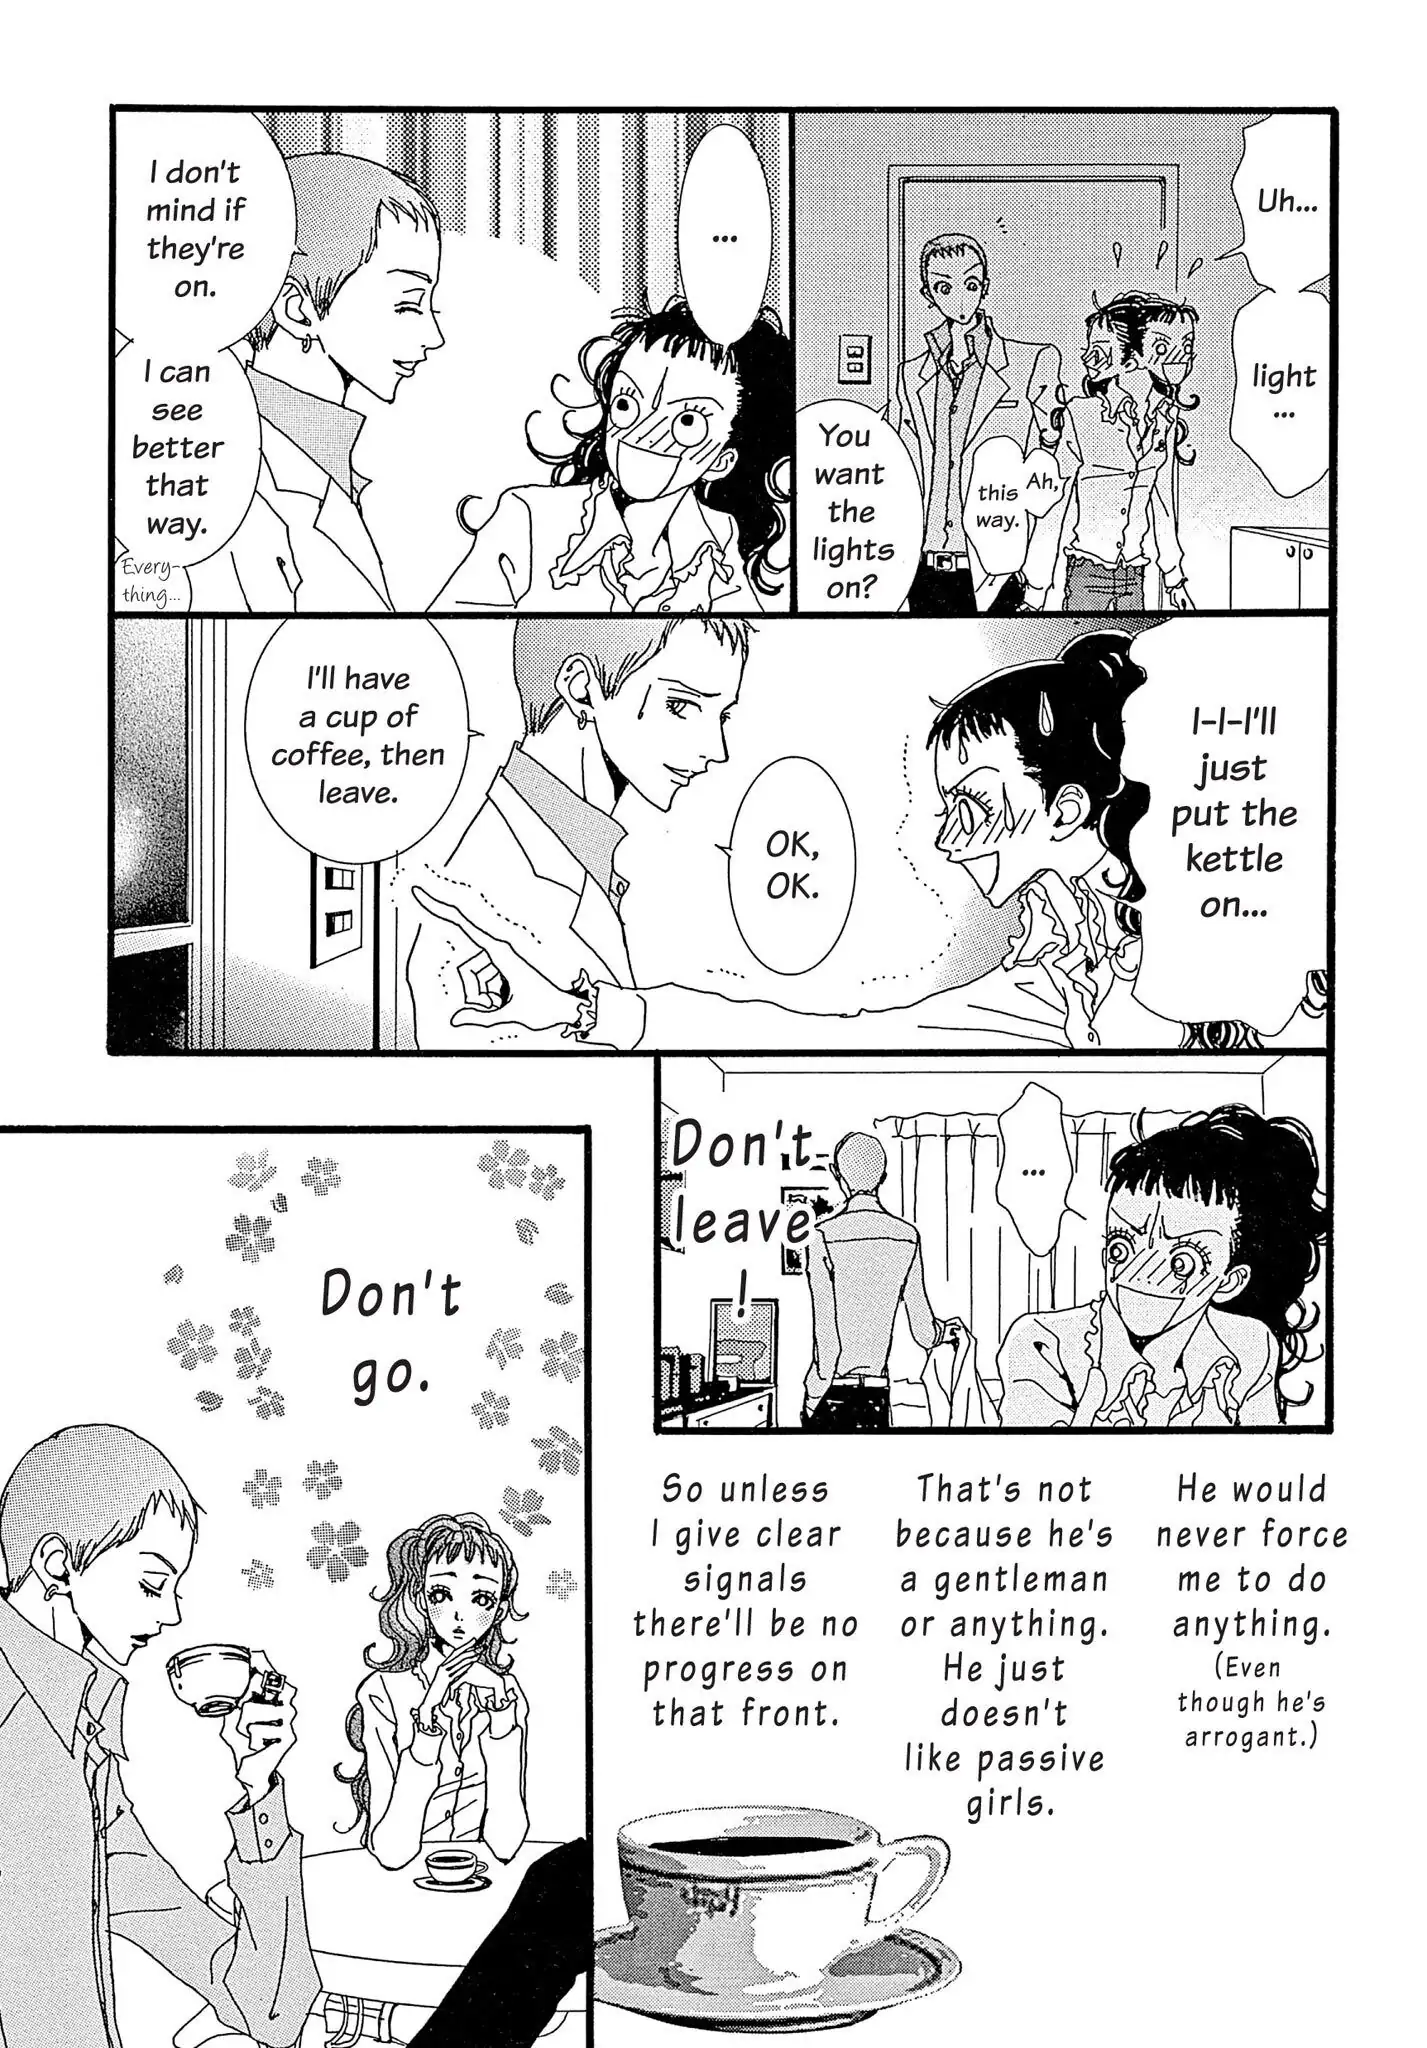 Uh...
light
...
Ah,
this
way.
You
want
the
lights
on?
...
I don't
mind if
they're
on.
I can
see
better
that
way.
Every-
thing...
I-I-I'll
just
put the
kettle
on...
OK,
OK.
I'll have
a cup of
coffee, then
leave.
...
Don't
leave
!
He would
never force
me to do
anything.
(Even
though he's
arrogant.)
That's not
because he's
a gentleman
or anything.
He just
doesn't
like passive
girls.
So unless
I give clear
signals
there'll be no
progress on
that front.
Don't
go.